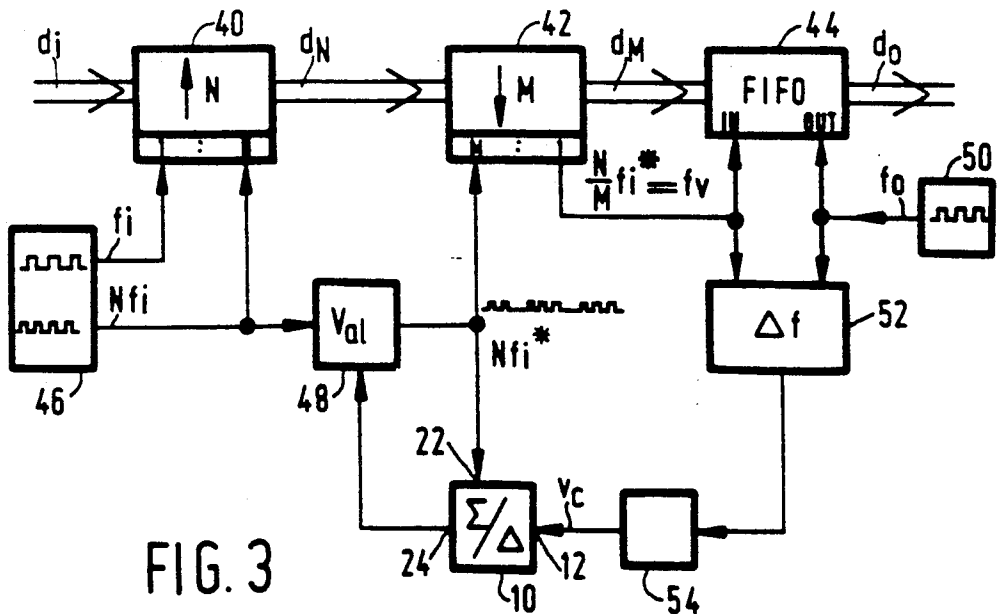 40 42 44
di dN dM do
↑ N ↓ M FIFO
IN OUT
: M :
N/M fi* = fv
50
fo
fi
Nfi
Val
Nfi*
Δf
52
46 48
22
Σ/Δ
vc
24 12
10 54
FIG. 3